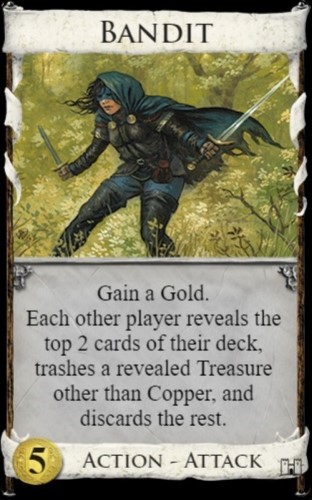 BANDIT
Gain a Gold.
Each other player reveals the
top 2 cards of their deck,
trashes a revealed Treasure
other than Copper, and
discards the rest.
5
ACTION - ATTACK